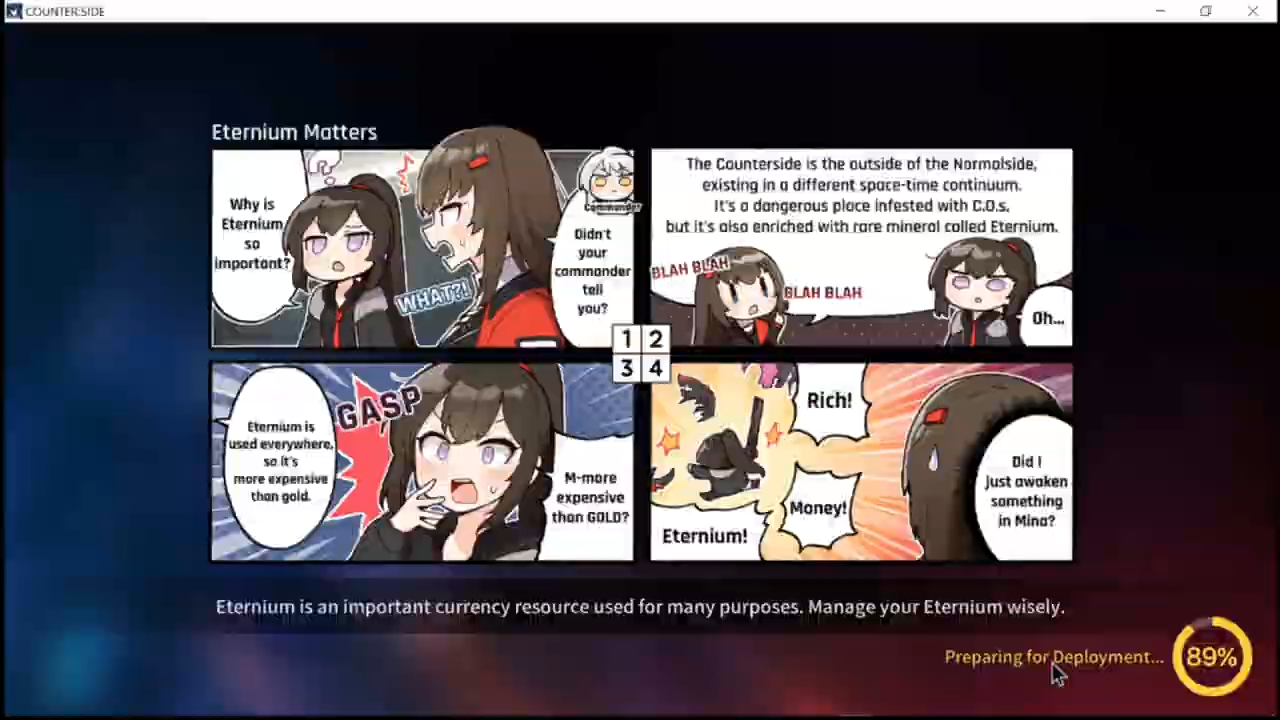 COUNTER:SIDE
Eternium Matters
Why is
Eternium
so
important?
WHAT?!
Commander
Didn't
your
commander
tell
you?
The Counterside is the outside of the Normalside,
existing in a different space-time continuum.
It's a dangerous place infested with C.O.s,
but it's also enriched with rare mineral called Eternium.
BLAH BLAH
BLAH BLAH
Oh...
1 2
3 4
Eternium is
used everywhere,
so it's
more expensive
than gold.
GASP
M-more
expensive
than GOLD?
Rich!
Money!
Eternium!
Did I
just awaken
something
in Mina?
Eternium is an important currency resource used for many purposes. Manage your Eternium wisely.
Preparing for Deployment...
89%